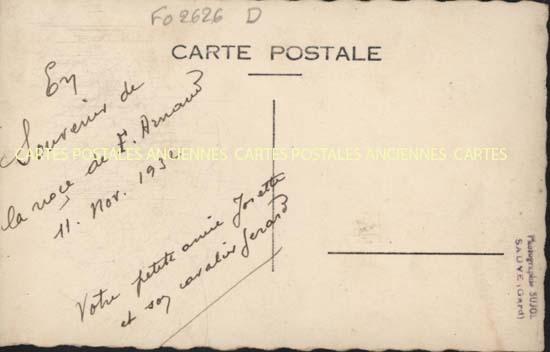 Fo 2626 D
CARTE POSTALE
En
Souvenir de
la noce de E. Arnaud
CARTES POSTALES ANCIENNES CARTES POSTALES ANCIENNES CARTES
11. Nov. 193
Votre petite amie Josette
et son cavalier Gérard
Photographie SUJOL
SAUVE (Gard)